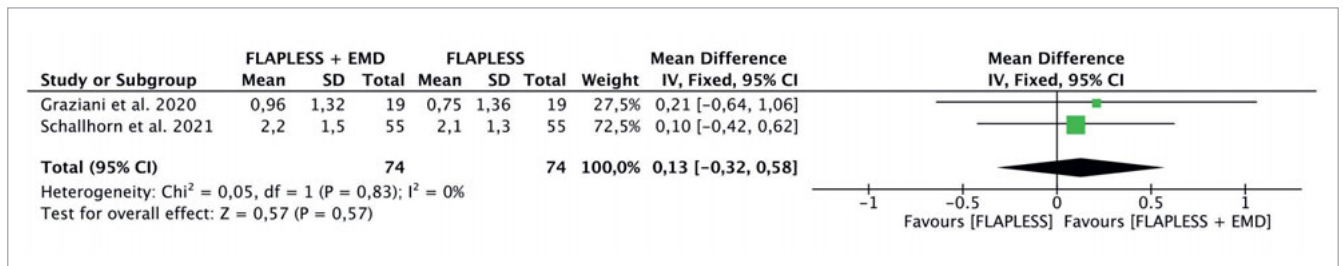 FLAPLESS + EMD FLAPLESS Mean Difference Mean Difference
Study or Subgroup Mean SD Total Mean SD Total Weight IV, Fixed, 95% CI IV, Fixed, 95% CI
Graziani et al. 2020 0,96 1,32 19 0,75 1,36 19 27,5% 0,21 [-0,64, 1,06]
Schallhorn et al. 2021 2,2 1,5 55 2,1 1,3 55 72,5% 0,10 [-0,42, 0,62]
Total (95% CI) 74 74 100,0% 0,13 [-0,32, 0,58]
Heterogeneity: Chi² = 0,05, df = 1 (P = 0,83); I² = 0%
Test for overall effect: Z = 0,57 (P = 0,57)
-1 -0.5 0 0.5 1
Favours [FLAPLESS] Favours [FLAPLESS + EMD]